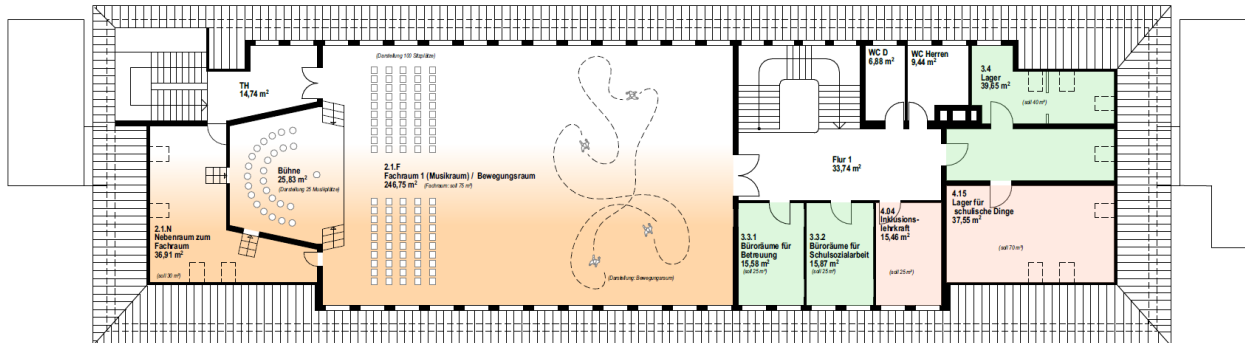 (Darstellung 100 Sitzplätze)
TH
14,74 m²
Bühne
25,83 m²
(Darstellung 25 Musikplätze)
2.1.N
Nebenraum zum
Fachraum
36,91 m²
(soll 30 m²)
2.1.F
Fachraum 1 (Musikraum) / Bewegungsraum
246,75 m² (Fachraum: soll 75 m²)
(Darstellung Bewegungsraum)
WC D
6,88 m²
WC Herren
9,44 m²
3.4
Lager
39,65 m²
(soll 40 m²)
Flur 1
33,74 m²
3.3.1
Büroräume für
Betreuung
15,58 m²
(soll 25 m²)
3.3.2
Büroräume für
Schulsozialarbeit
15,87 m²
(soll 25 m²)
4.04
Inklusions-
lehrkraft
15,46 m²
(soll 25 m²)
4.15
Lager für
schulische Dinge
37,55 m²
(soll 70 m²)